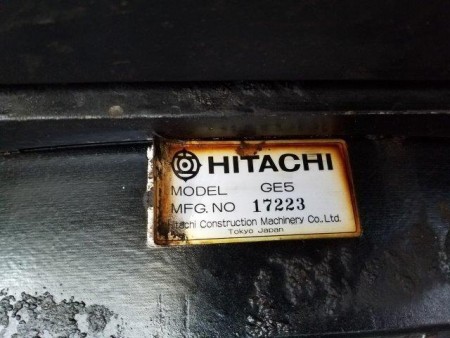 HITACHI
MODEL GE5
MFG. NO 17223
Hitachi Construction Machinery Co., Ltd.
Tokyo Japan